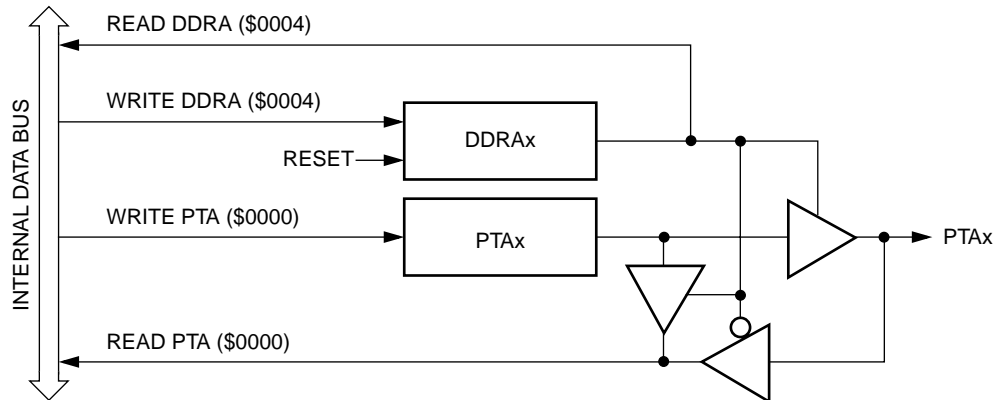 READ DDRA ($0004)
WRITE DDRA ($0004)
DDRAx
RESET
INTERNAL DATA BUS
WRITE PTA ($0000)
PTAx
PTAx
READ PTA ($0000)